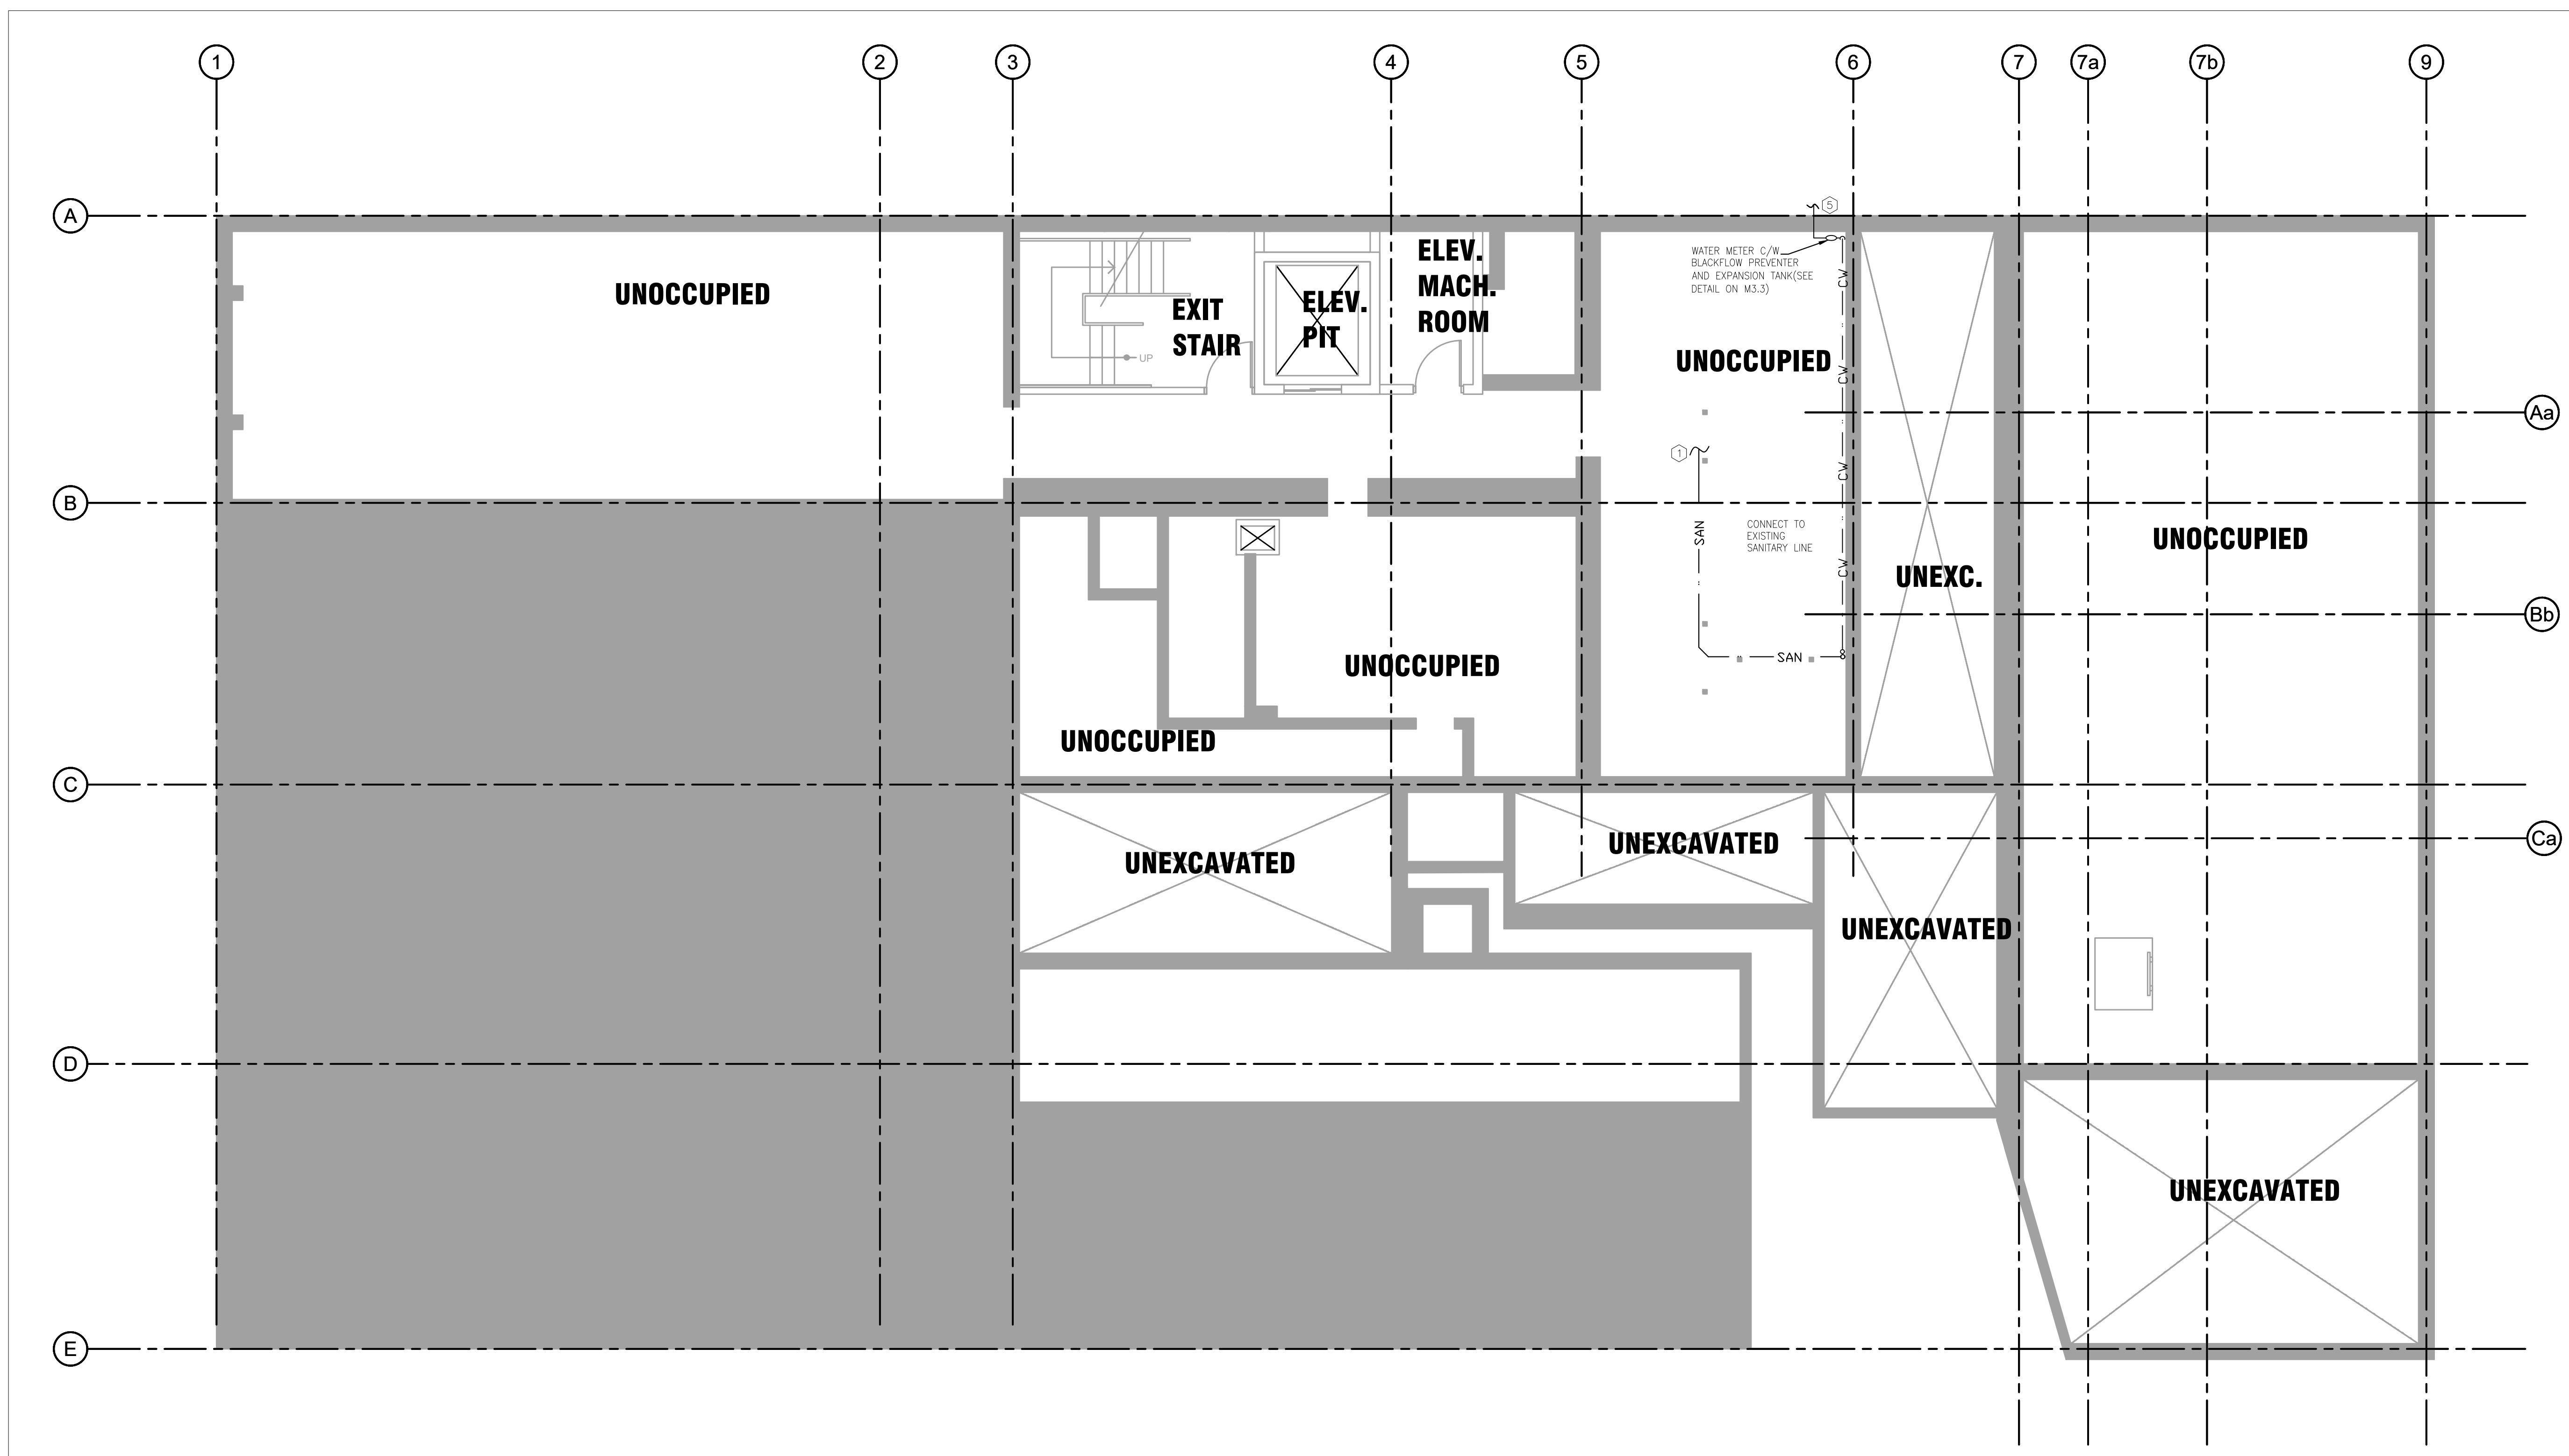 1
2
3
4
5
6
7
7a
7b
9
A
5
WATER METER C/W
BLACKFLOW PREVENTER
AND EXPANSION TANK(SEE
DETAIL ON M3.3)
ELEV.
MACH.
ROOM
UNOCCUPIED
EXIT
STAIR
ELEV.
PIT
UP
CW
UNOCCUPIED
CW
Aa
1
CW
B
SAN
CONNECT TO
EXISTING
SANITARY LINE
UNOCCUPIED
CW
UNEXC.
Bb
UNOCCUPIED
SAN
UNOCCUPIED
C
UNEXCAVATED
UNEXCAVATED
Ca
UNEXCAVATED
D
UNEXCAVATED
E